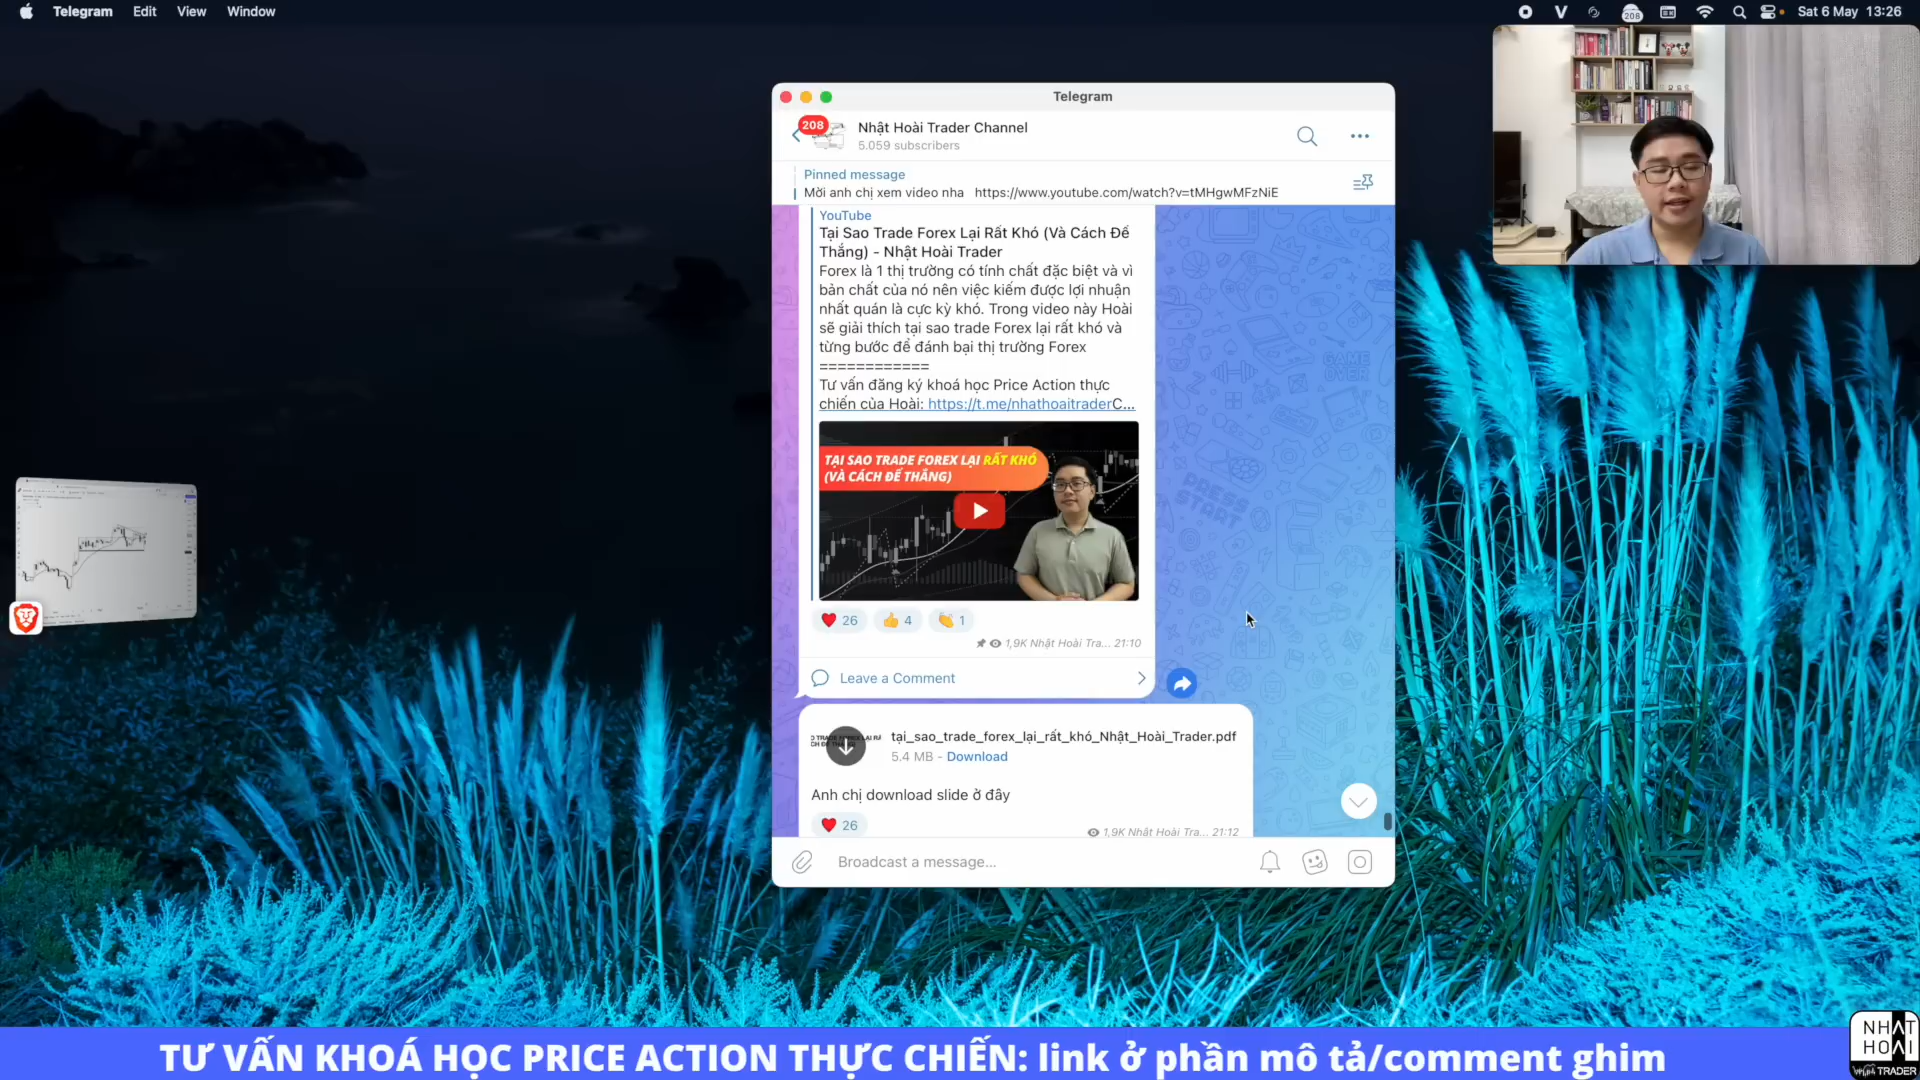 Telegram Edit View Window
V 208 Sat 6 May 13:26
Telegram
208
Nhật Hoài Trader Channel
5.059 subscribers
Pinned message
Mời anh chị xem video nha https://www.youtube.com/watch?v=tMHgwMFzNiE
YouTube
Tại Sao Trade Forex Lại Rất Khó (Và Cách Để
Thắng) - Nhật Hoài Trader
Forex là 1 thị trường có tính chất đặc biệt và vì
bản chất của nó nên việc kiếm được lợi nhuận
nhất quán là cực kỳ khó. Trong video này Hoài
sẽ giải thích tại sao trade Forex lại rất khó và
từng bước để đánh bại thị trường Forex
============
Tư vấn đăng ký khoá học Price Action thực
chiến của Hoài: https://t.me/nhathoaitraderC...
TẠI SAO TRADE FOREX LẠI RẤT KHÓ
(VÀ CÁCH ĐỂ THẮNG)
26 4 1
1,9K Nhật Hoài Tra... 21:10
Leave a Comment
tại_sao_trade_forex_lại_rất_khó_Nhật_Hoài_Trader.pdf
5.4 MB - Download
Anh chị download slide ở đây
26
1,9K Nhật Hoài Tra... 21:12
Broadcast a message...
GAME OVER
PRESS START
TƯ VẤN KHOÁ HỌC PRICE ACTION THỰC CHIẾN: link ở phần mô tả/comment ghim
NHẬT
HOÀI
TRADER